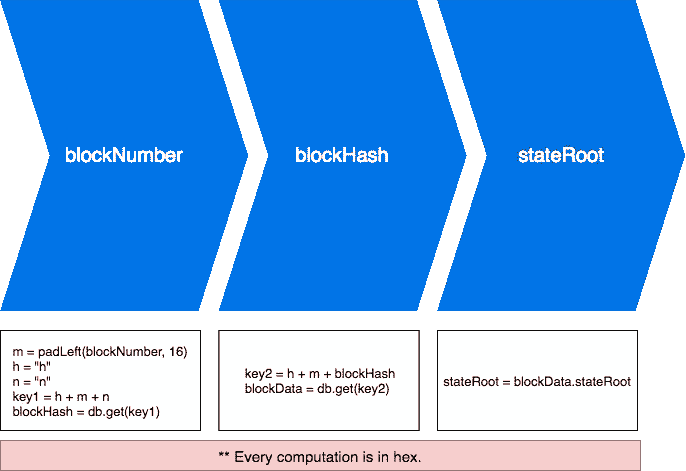 blockNumber
blockHash
stateRoot
m = padLeft(blockNumber, 16)
h = "h"
n = "n"
key1 = h + m + n
blockHash = db.get(key1)
key2 = h + m + blockHash
blockData = db.get(key2)
stateRoot = blockData.stateRoot
** Every computation is in hex.